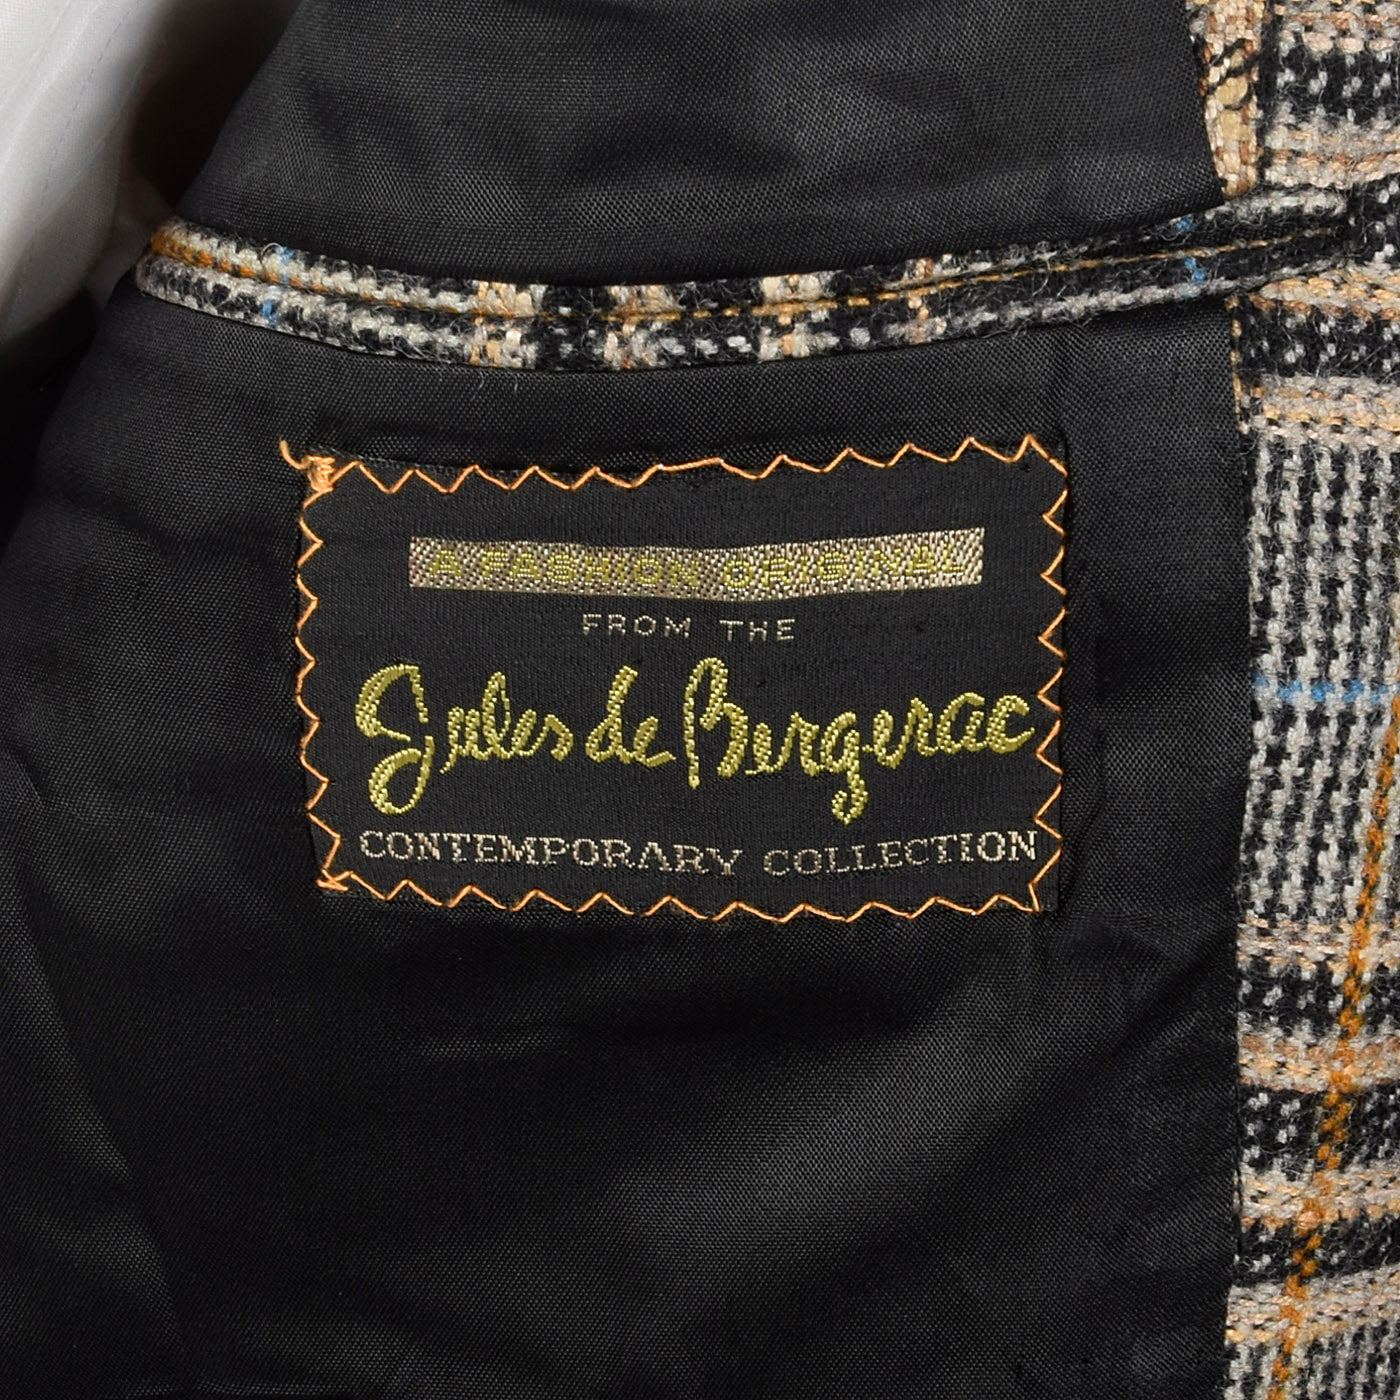 A FASHION ORIGINAL
FROM THE
Jules de Bergerac
CONTEMPORARY COLLECTION